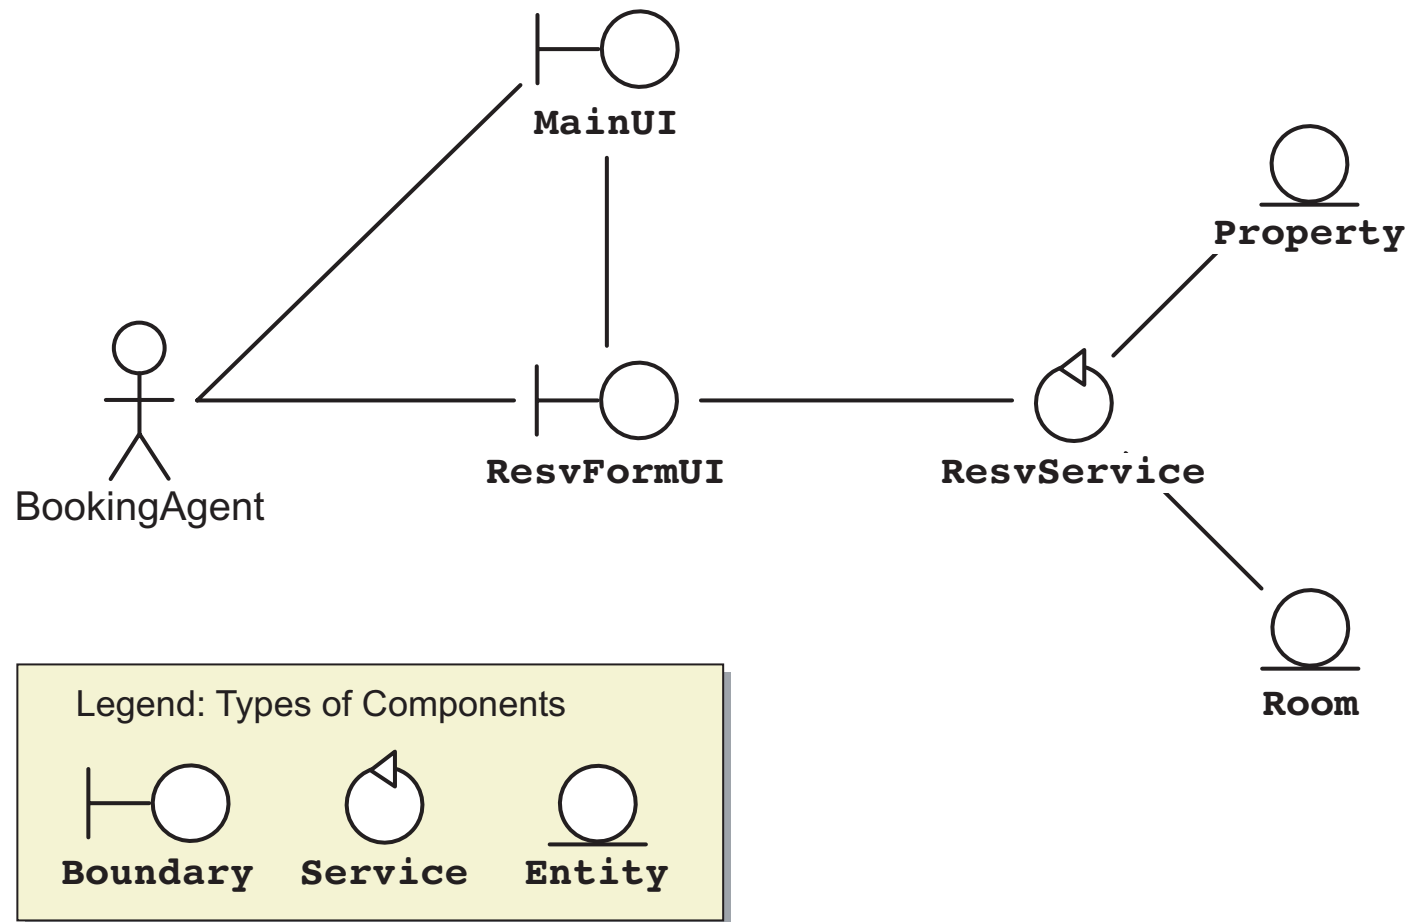 MainUI
Property
ResvFormUI
ResvService
BookingAgent
Room
Legend: Types of Components
Boundary
Service
Entity